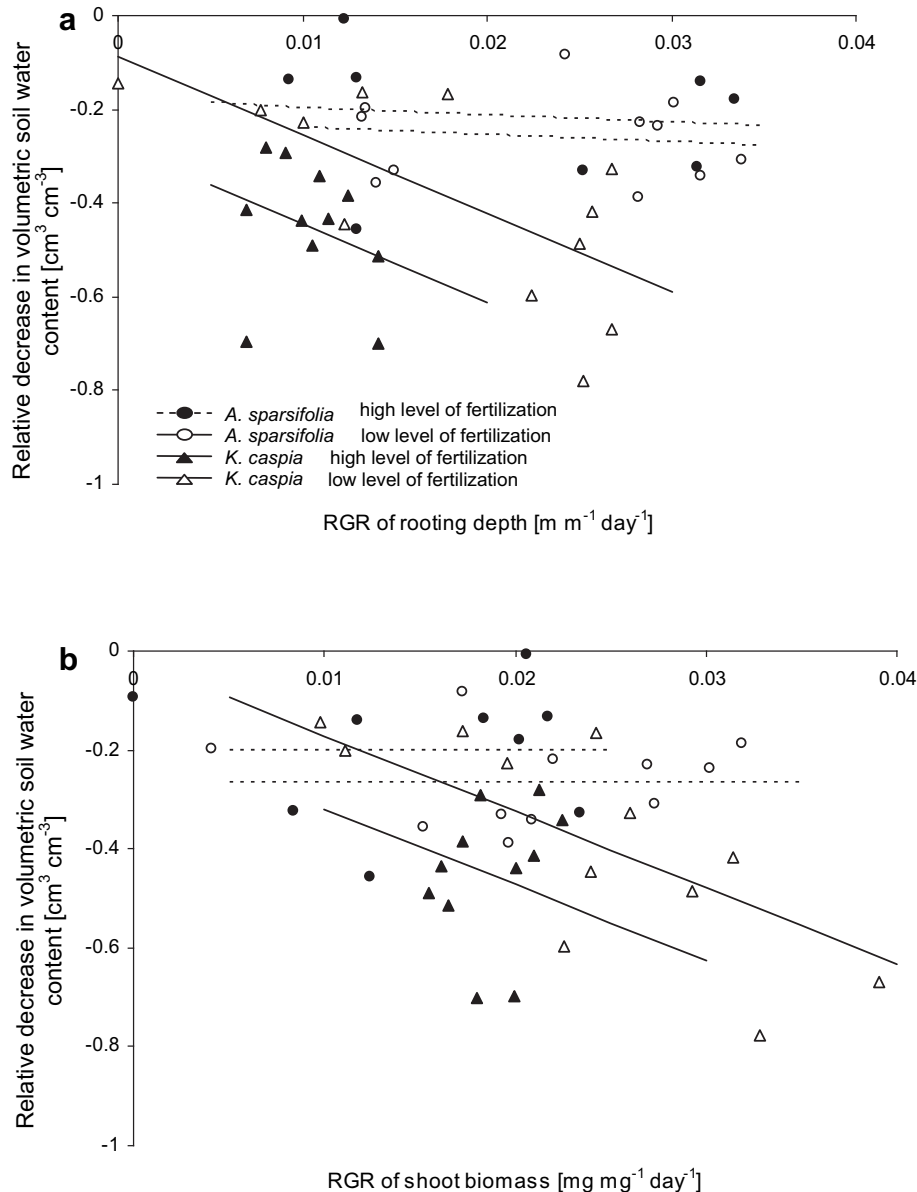 a
0
0 0.01 0.02 0.03 0.04
-0.2
-0.4
-0.6
-0.8
-1
Relative decrease in volumetric soil water
content [cm³ cm⁻³]
A. sparsifolia high level of fertilization
A. sparsifolia low level of fertilization
K. caspia high level of fertilization
K. caspia low level of fertilization
RGR of rooting depth [m m⁻¹ day⁻¹]
b
0
0 0.01 0.02 0.03 0.04
-0.2
-0.4
-0.6
-0.8
-1
Relative decrease in volumetric soil water
content [cm³ cm⁻³]
RGR of shoot biomass [mg mg⁻¹ day⁻¹]